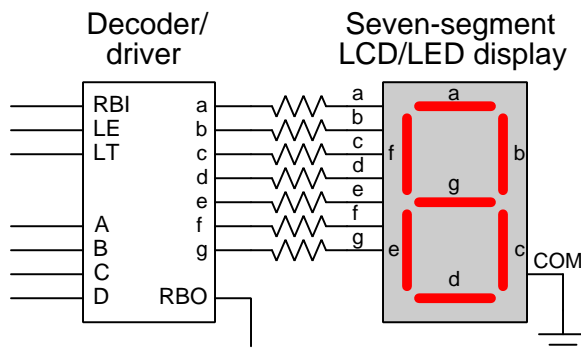 Decoder/
driver
Seven-segment
LCD/LED display
RBI
LE
LT
A
B
C
D
a
b
c
d
e
f
g
RBO
a
b
c
d
e
f
g
a
f
b
g
e
c
d
COM